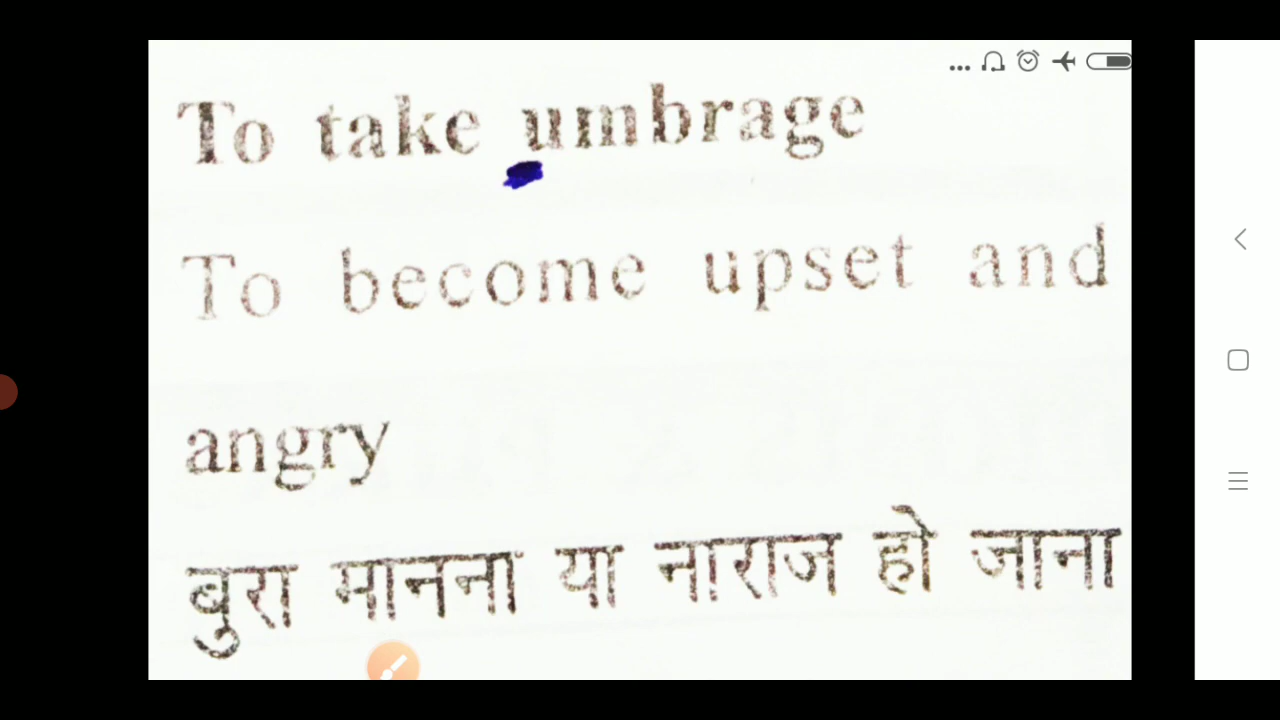 To take umbrage
To become upset and
angry
बुरा मानना या नाराज हो जाना